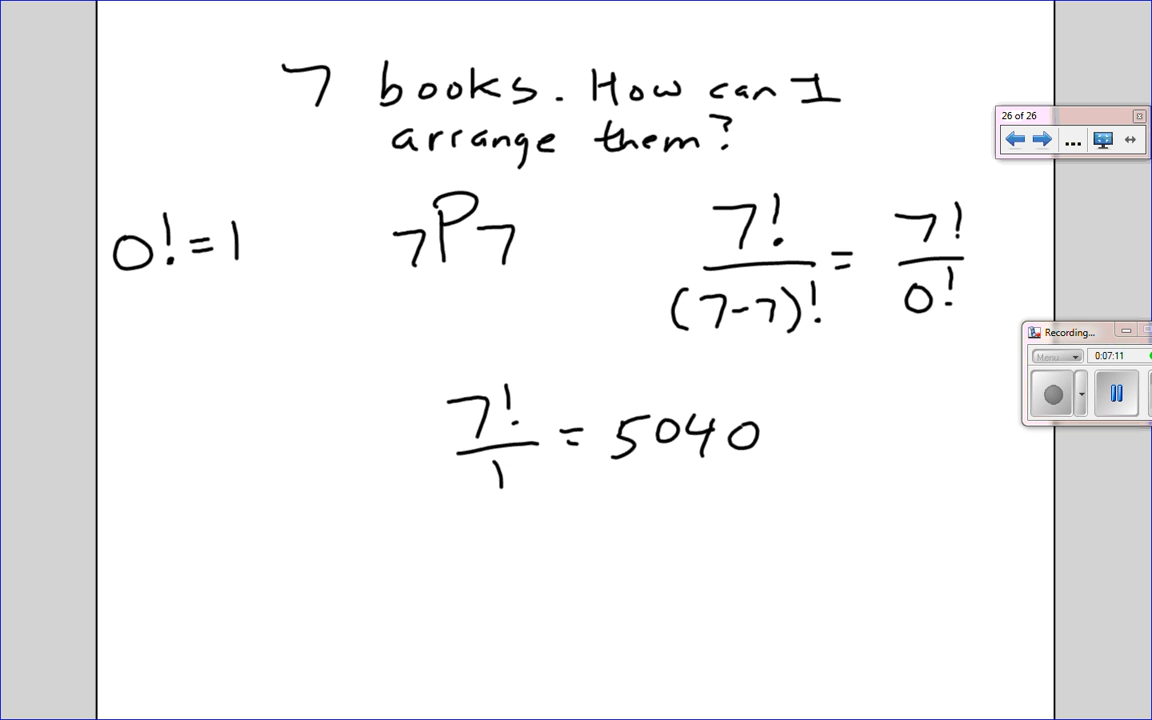 7 books. How can I
arrange them?
26 of 26
...
0! = 1
7P7
7! / (7-7)! = 7! / 0!
Recording...
Menu
0:07:11
7! / 1 = 5040